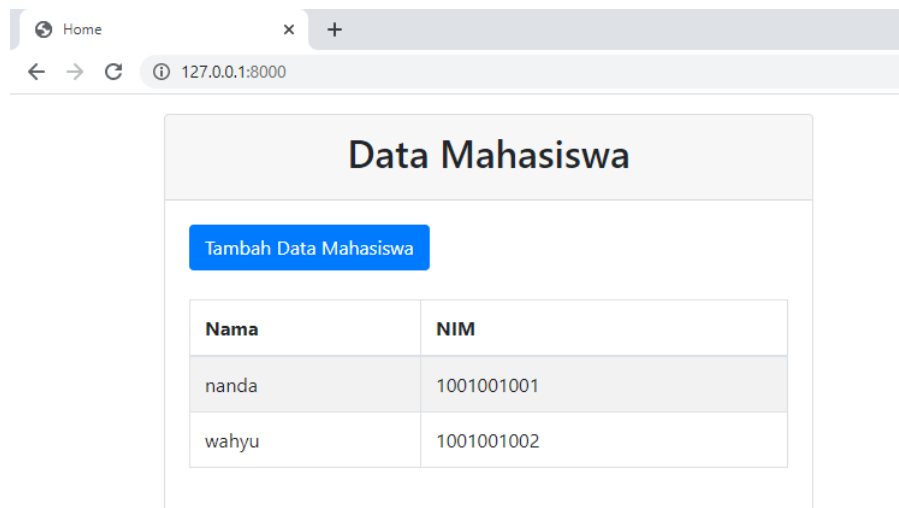 Home
127.0.0.1:8000
Data Mahasiswa
Tambah Data Mahasiswa
Nama NIM
nanda 1001001001
wahyu 1001001002